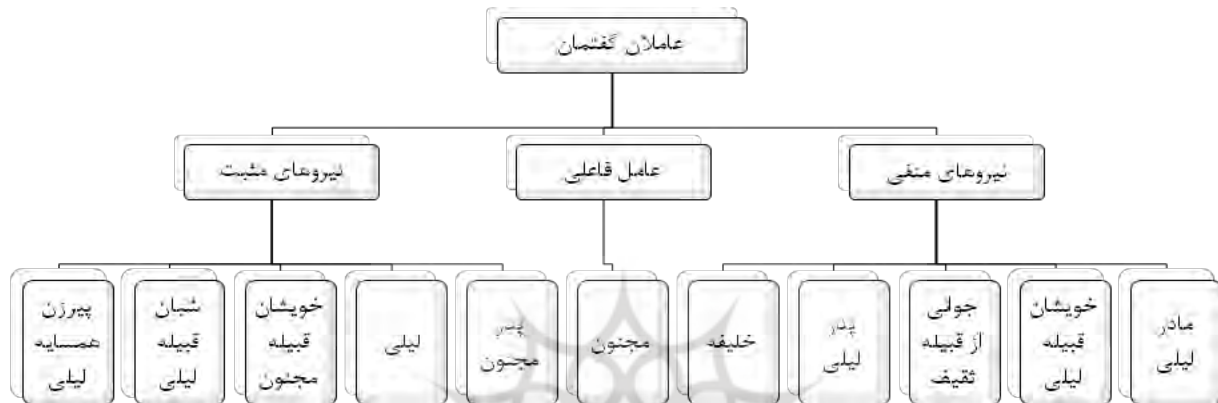 عاملان گفتمان
نیروهای منفی
عامل فاعلی
نیروهای مثبت
مادر
لیلی
خویشان
قبیله
لیلی
جوانی
از قبیله
ثقیف
پدر
لیلی
خلیفه
مجنون
پدر
مجنون
لیلی
خویشان
قبیله
مجنون
شبان
قبیله
لیلی
پیرزن
همسایه
لیلی